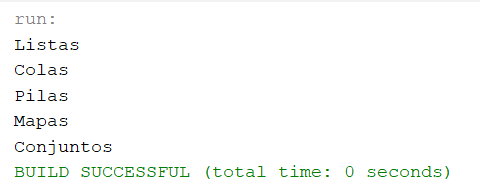 run:
Listas
Colas
Pilas
Mapas
Conjuntos
BUILD SUCCESSFUL (total time: 0 seconds)